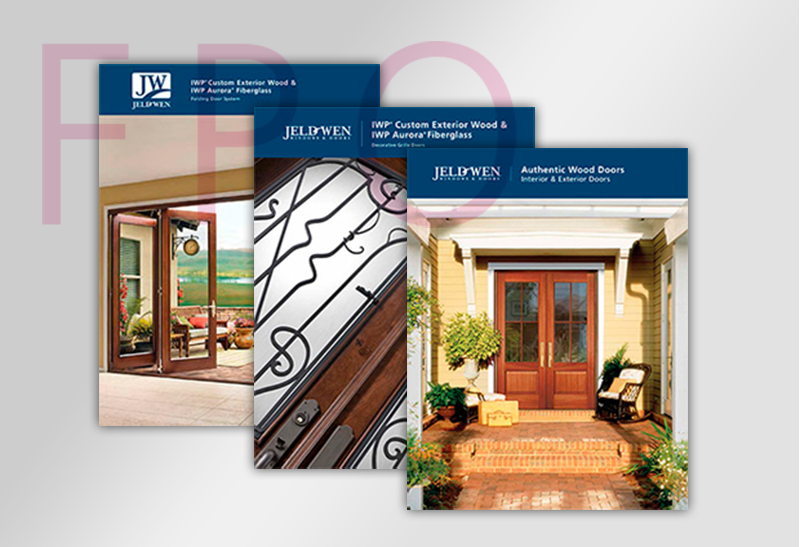 FPO
JW
JELD WEN
IWP® Custom Exterior Wood &
IWP Aurora® Fiberglass
Folding Door System
JELD WEN
WINDOWS & DOORS
IWP® Custom Exterior Wood &
IWP Aurora® Fiberglass
Decorative Grille Doors
JELD WEN
WINDOWS & DOORS
Authentic Wood Doors
Interior & Exterior Doors